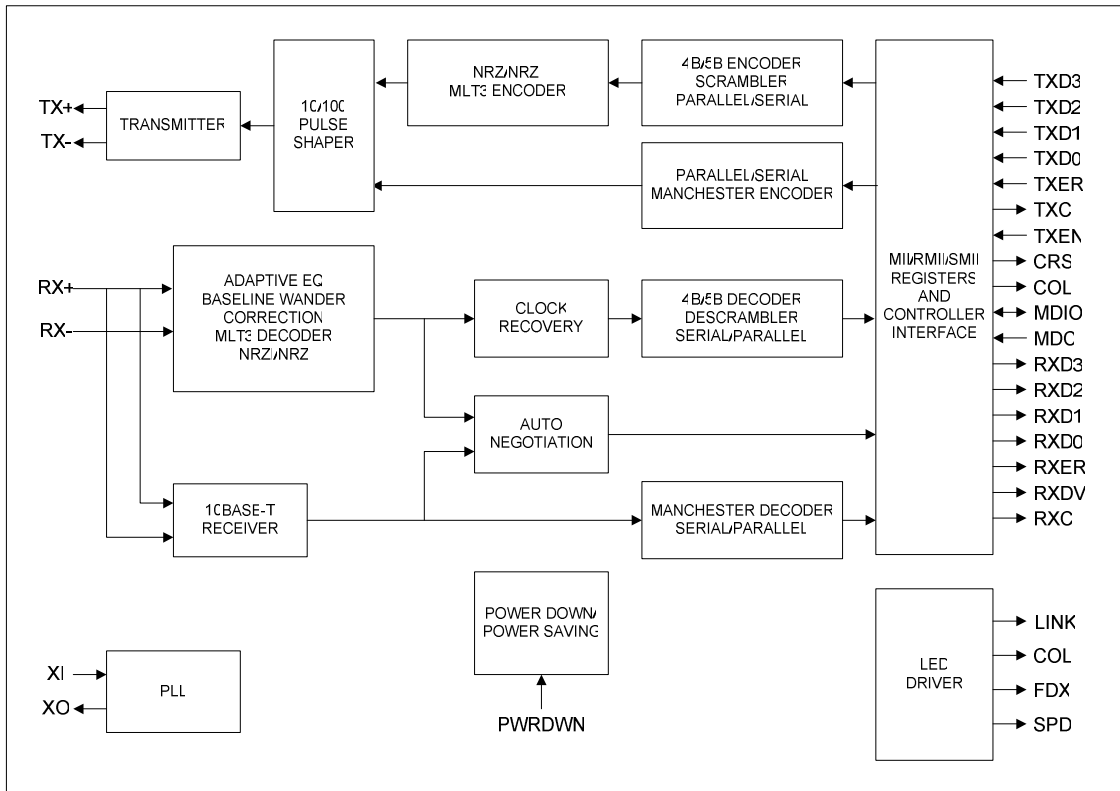 TX+
TX-
TRANSMITTER
10/100
PULSE
SHAPER
NRZ/NRZI
MLT3 ENCODER
4B/5B ENCODER
SCRAMBLER
PARALLEL/SERIAL
PARALLEL/SERIAL
MANCHESTER ENCODER
RX+
RX-
ADAPTIVE EQ
BASELINE WANDER
CORRECTION
MLT3 DECODER
NRZI/NRZ
CLOCK
RECOVERY
4B/5B DECODER
DESCRAMBLER
SERIAL/PARALLEL
AUTO
NEGOTIATION
10BASE-T
RECEIVER
MANCHESTER DECODER
SERIAL/PARALLEL
MII/RMII/SMII
REGISTERS
AND
CONTROLLER
INTERFACE
TXD3
TXD2
TXD1
TXD0
TXER
TXC
TXEN
CRS
COL
MDIO
MDC
RXD3
RXD2
RXD1
RXD0
RXER
RXDV
RXC
POWER DOWN/
POWER SAVING
PWRDWN
XI
XO
PLL
LED
DRIVER
LINK
COL
FDX
SPD